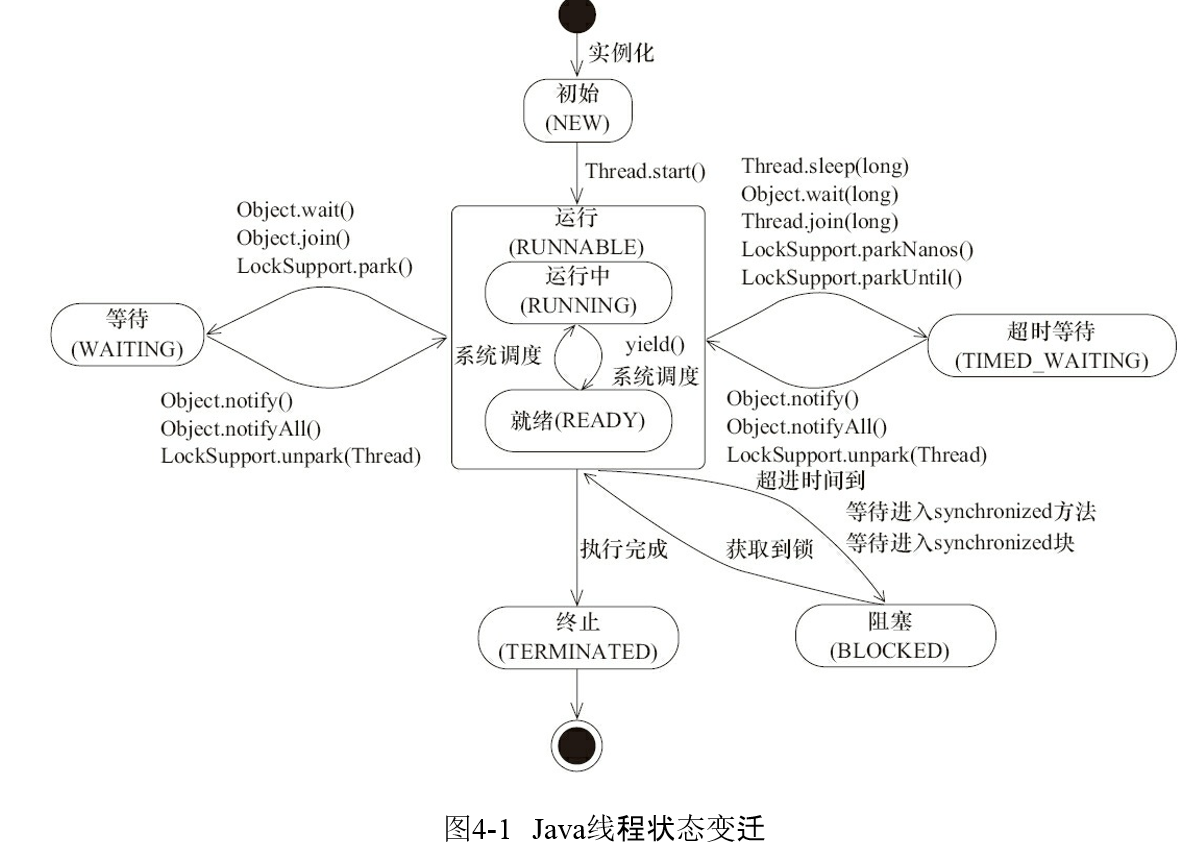 实例化
初始
(NEW)
Thread.start()
Object.wait()
Object.join()
LockSupport.park()
等待
(WAITING)
Object.notify()
Object.notifyAll()
LockSupport.unpark(Thread)
运行
(RUNNABLE)
运行中
(RUNNING)
系统调度
yield()
系统调度
就绪(READY)
Thread.sleep(long)
Object.wait(long)
Thread.join(long)
LockSupport.parkNanos()
LockSupport.parkUntil()
超时等待
(TIMED_WAITING)
Object.notify()
Object.notifyAll()
LockSupport.unpark(Thread)
超进时间到
等待进入synchronized方法
等待进入synchronized块
获取到锁
执行完成
终止
(TERMINATED)
阻塞
(BLOCKED)
图4-1 Java线程状态变迁